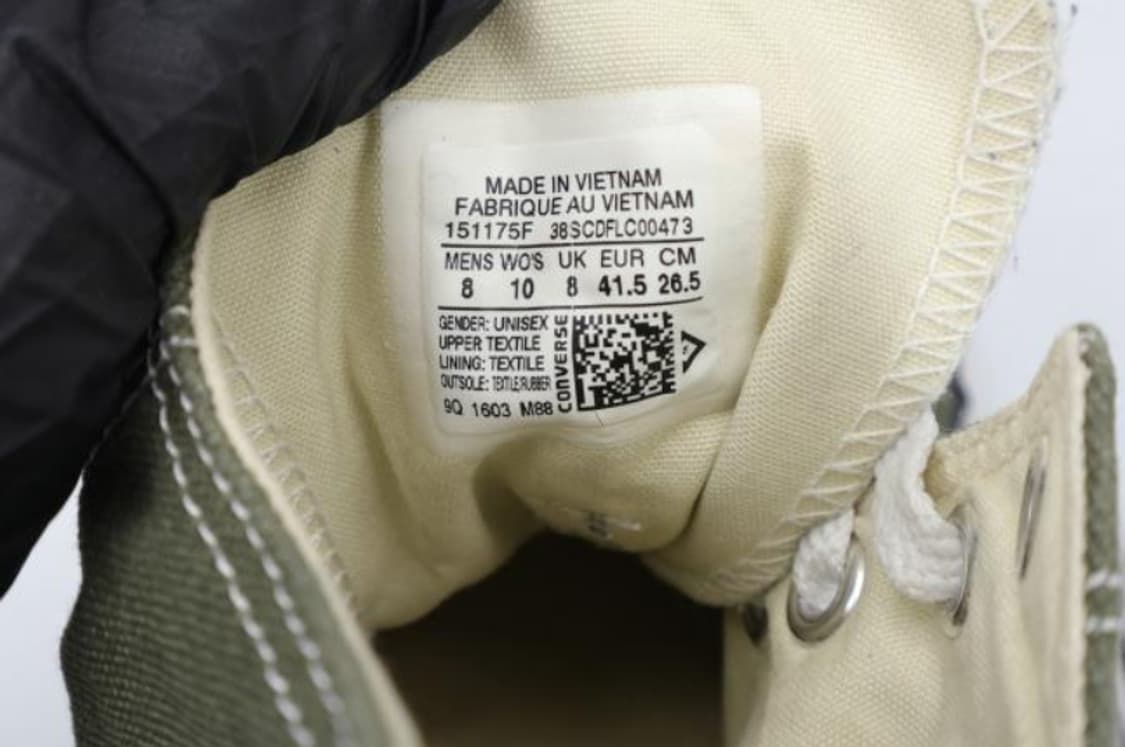 MADE IN VIETNAM
FABRIQUE AU VIETNAM
151175F 38SCDFLC00473
MENS WO'S UK EUR CM
8 10 8 41.5 26.5
GENDER: UNISEX
UPPER TEXTILE
LINING: TEXTILE
OUTSOLE: TEXTILE/RUBBER
9Q 1603 M88
CONVERSE